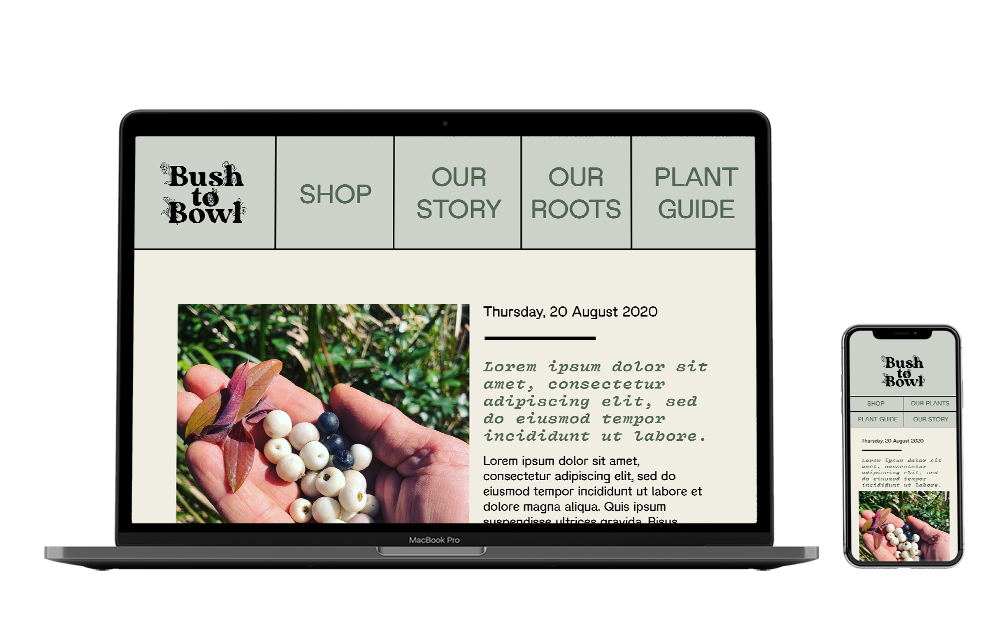 Bush
to
Bowl
SHOP
OUR
STORY
OUR
ROOTS
PLANT
GUIDE
Thursday, 20 August 2020
Lorem ipsum dolor sit
amet, consectetur
adipiscing elit, sed
do eiusmod tempor
incididunt ut labore.
Lorem ipsum dolor sit amet,
consectetur adipiscing elit, sed do
eiusmod tempor incididunt ut labore et
dolore magna aliqua. Quis ipsum
suspendisse ultrices gravida. Risus
MacBook Pro
Bush
to
Bowl
SHOP
OUR PLANTS
PLANT GUIDE
OUR STORY
Thursday, 20 August 2020
Lorem ipsum dolor sit
amet, consectetur
adipiscing elit, sed
do eiusmod tempor
incididunt ut labore.